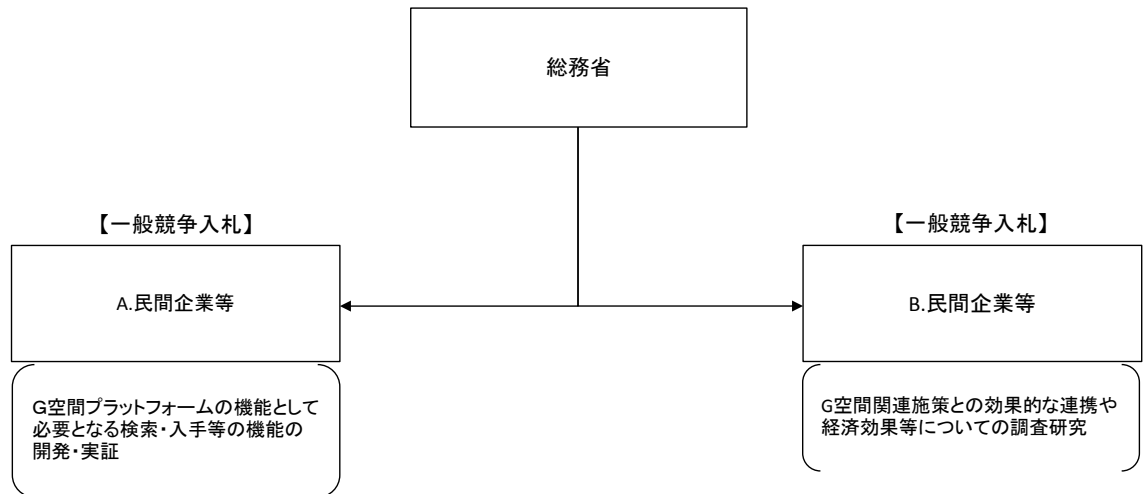 総務省
【一般競争入札】
A.民間企業等
G空間プラットフォームの機能として
必要となる検索・入手等の機能の
開発・実証
【一般競争入札】
B.民間企業等
G空間関連施策との効果的な連携や
経済効果等についての調査研究